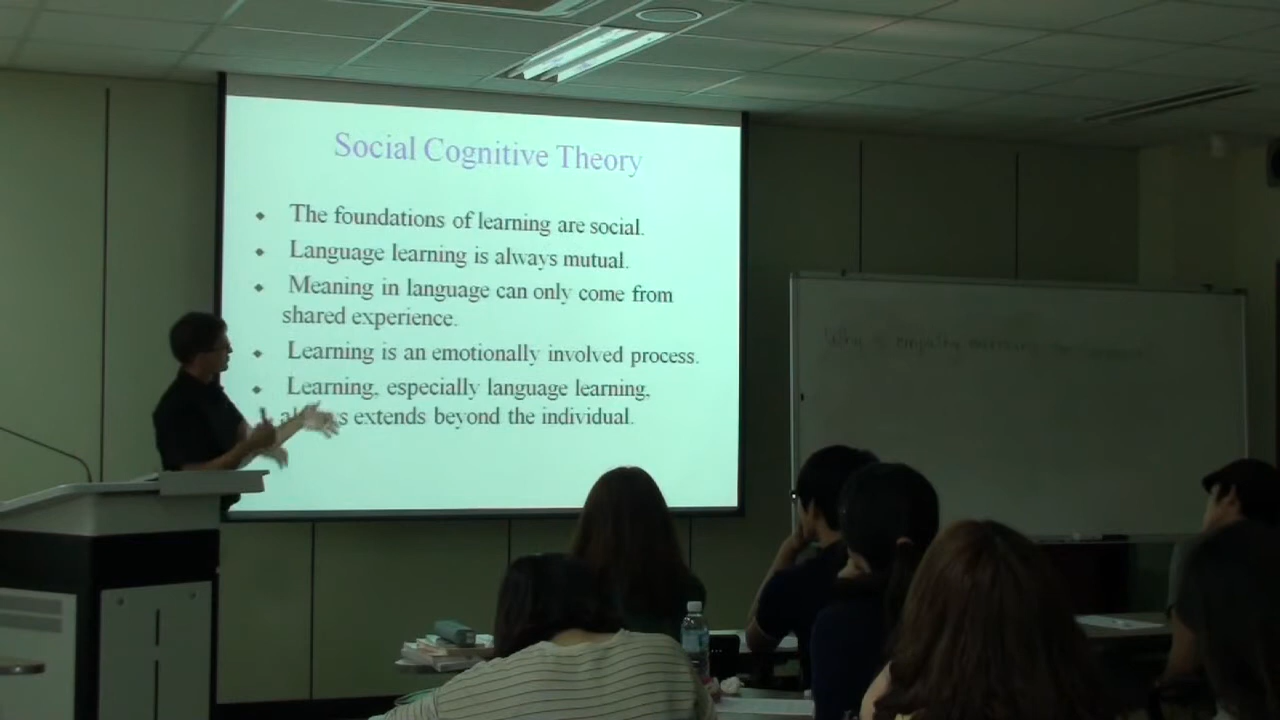 Social Cognitive Theory
The foundations of learning are social.
Language learning is always mutual.
Meaning in language can only come from
shared experience.
Learning is an emotionally involved process.
Learning, especially language learning,
always extends beyond the individual.